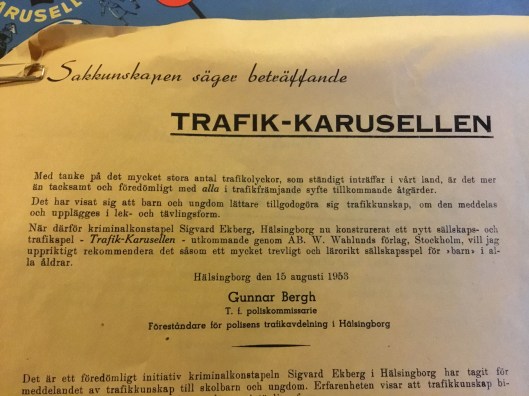 KARUSELL
Sakkunskapen säger beträffande
TRAFIK-KARUSELLEN
Med tanke på det mycket stora antal trafikolyckor, som ständigt inträffar i vårt land, är det mer
än tacksamt och föredömligt med alla i trafikfrämjande syfte tillkommande åtgärder.
Det har visat sig att barn och ungdom lättare tillgodogöra sig trafikkunskap, om den meddelas
och upplägges i lek- och tävlingsform.
När därför kriminalkonstapel Sigvard Ekberg, Hälsingborg nu konstrurerat ett nytt sällskaps- och
trafikspel - Trafik-Karusellen - utkommande genom AB. W. Wahlunds förlag, Stockholm, vill jag
uppriktigt rekommendera det såsom ett mycket trevligt och lärorikt sällskapsspel för »barn» i al-
la åldrar.
Hälsingborg den 15 augusti 1953
Gunnar Bergh
T. f. poliskommissarie
Föreståndare för polisens trafikavdelning i Hälsingborg
Det är ett föredömligt initiativ kriminalkonstapeln Sigvard Ekberg i Hälsingborg har tagit för
meddelandet av trafikkunskap till skolbarn och ungdom. Erfarenheten visar att trafikkunskap bi-